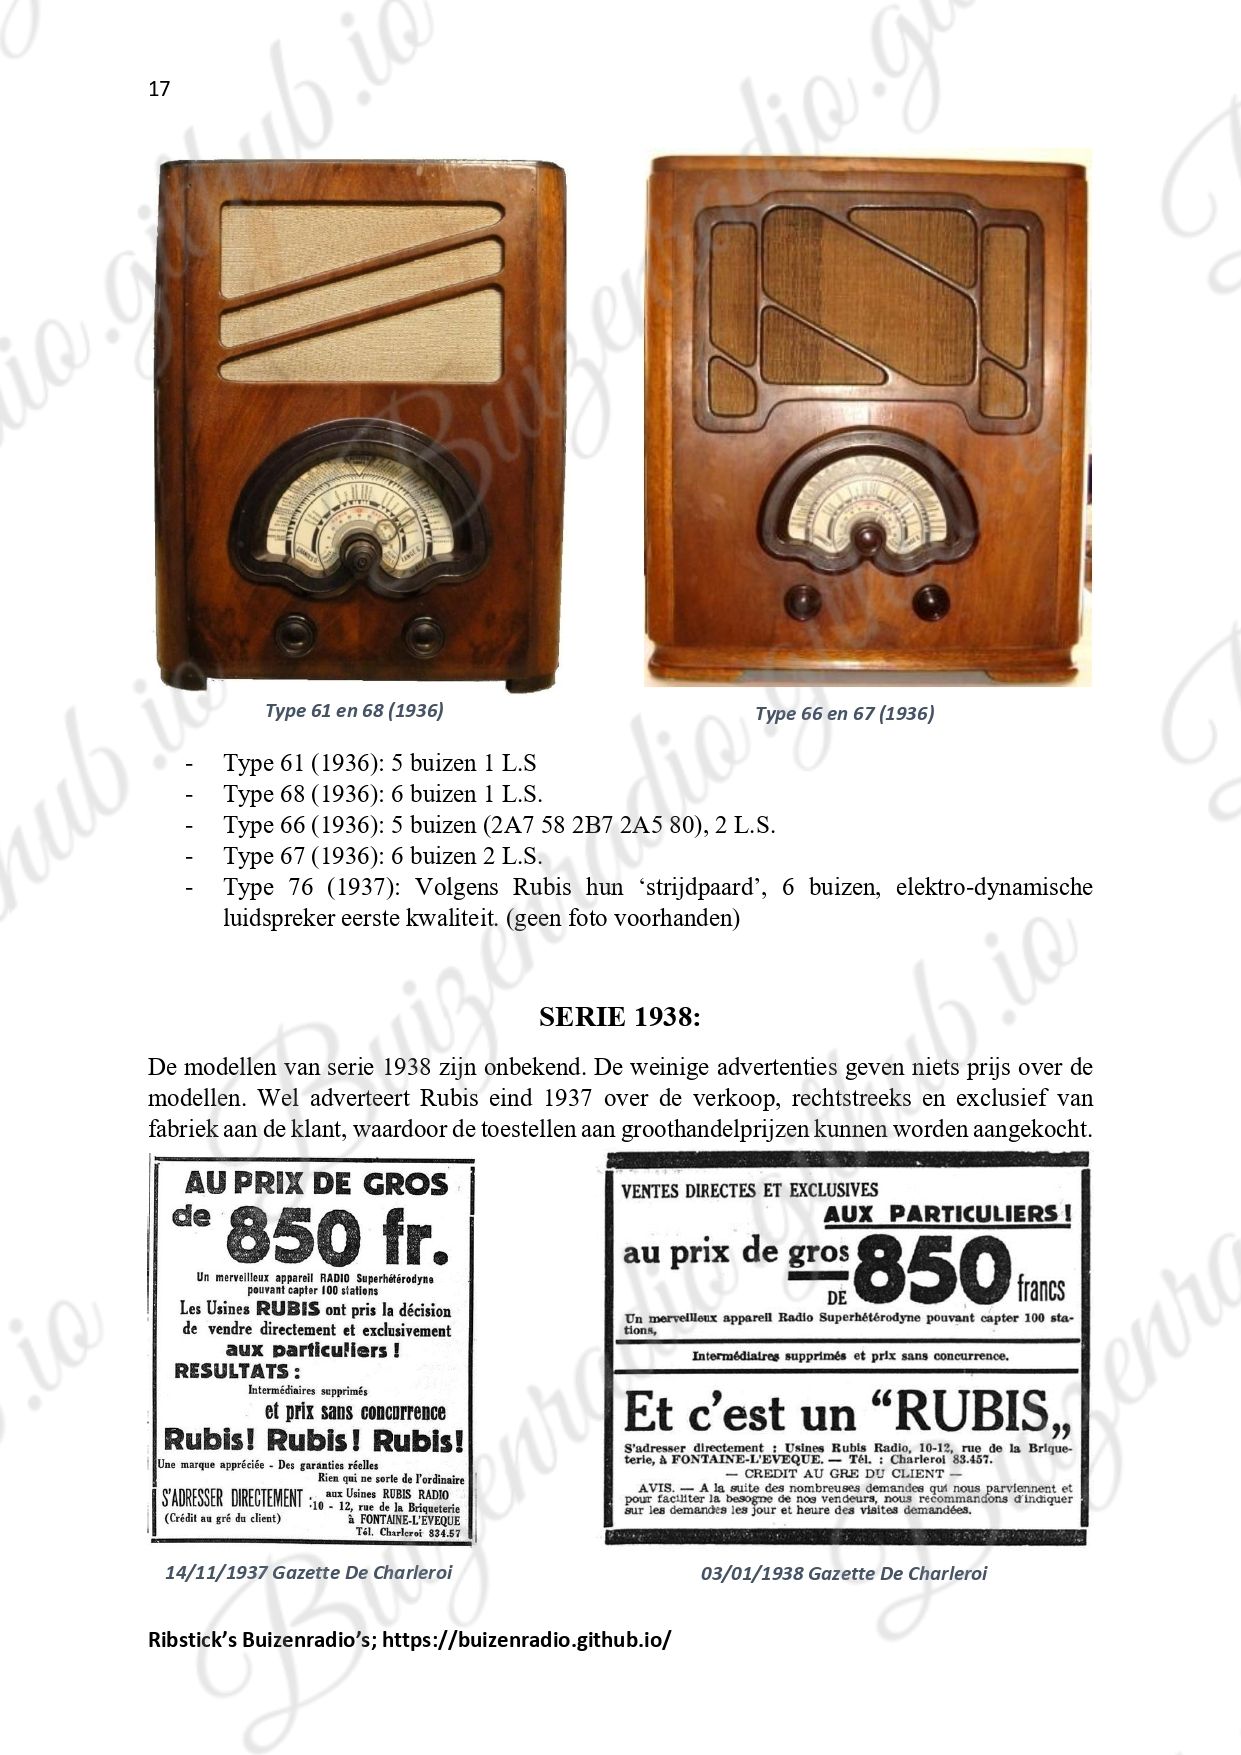 17
Type 61 en 68 (1936)
Type 66 en 67 (1936)
- Type 61 (1936): 5 buizen 1 L.S
- Type 68 (1936): 6 buizen 1 L.S.
- Type 66 (1936): 5 buizen (2A7 58 2B7 2A5 80), 2 L.S.
- Type 67 (1936): 6 buizen 2 L.S.
- Type 76 (1937): Volgens Rubis hun ‘strijdpaard’, 6 buizen, elektro-dynamische
luidspreker eerste kwaliteit. (geen foto voorhanden)
SERIE 1938:
De modellen van serie 1938 zijn onbekend. De weinige advertenties geven niets prijs over de
modellen. Wel adverteert Rubis eind 1937 over de verkoop, rechtstreeks en exclusief van
fabriek aan de klant, waardoor de toestellen aan groothandelprijzen kunnen worden aangekocht.
AU PRIX DE GROS
de 850 fr.
Un merveilleux appareil RADIO Superhétérodyne
pouvant capter 100 stations
Les Usines RUBIS ont pris la décision
de vendre directement et exclusivement
aux particuliers !
RESULTATS :
Intermédiaires supprimés
et prix sans concurrence
Rubis! Rubis! Rubis!
Une marque appréciée - Des garanties réelles
Rien qui ne sorte de l'ordinaire
S'ADRESSER DIRECTEMENT : aux Usines RUBIS RADIO
10 - 12, rue de la Briqueterie
(Crédit au gré du client) à FONTAINE-L'EVEQUE
Tél. Charleroi 834.57
VENTES DIRECTES ET EXCLUSIVES
AUX PARTICULIERS !
au prix de gros
DE 850 francs
Un merveilleux appareil Radio Superhétérodyne pouvant capter 100 sta-
tions,
Intermédiaires supprimés et prix sans concurrence.
Et c'est un “RUBIS„
S'adresser directement : Usines Rubis Radio, 10-12, rue de la Brique-
terie, à FONTAINE-L'EVEQUE. — Tél. : Charleroi 83.457.
— CREDIT AU GRE DU CLIENT —
AVIS. — A la suite des nombreuses demandes qui nous parviennent et
pour faciliter la besogne de nos vendeurs, nous recommandons d'indiquer
sur les demandes les jour et heure des visites demandées.
14/11/1937 Gazette De Charleroi
03/01/1938 Gazette De Charleroi
Ribstick’s Buizenradio’s; https://buizenradio.github.io/
Buizenradio.github.io